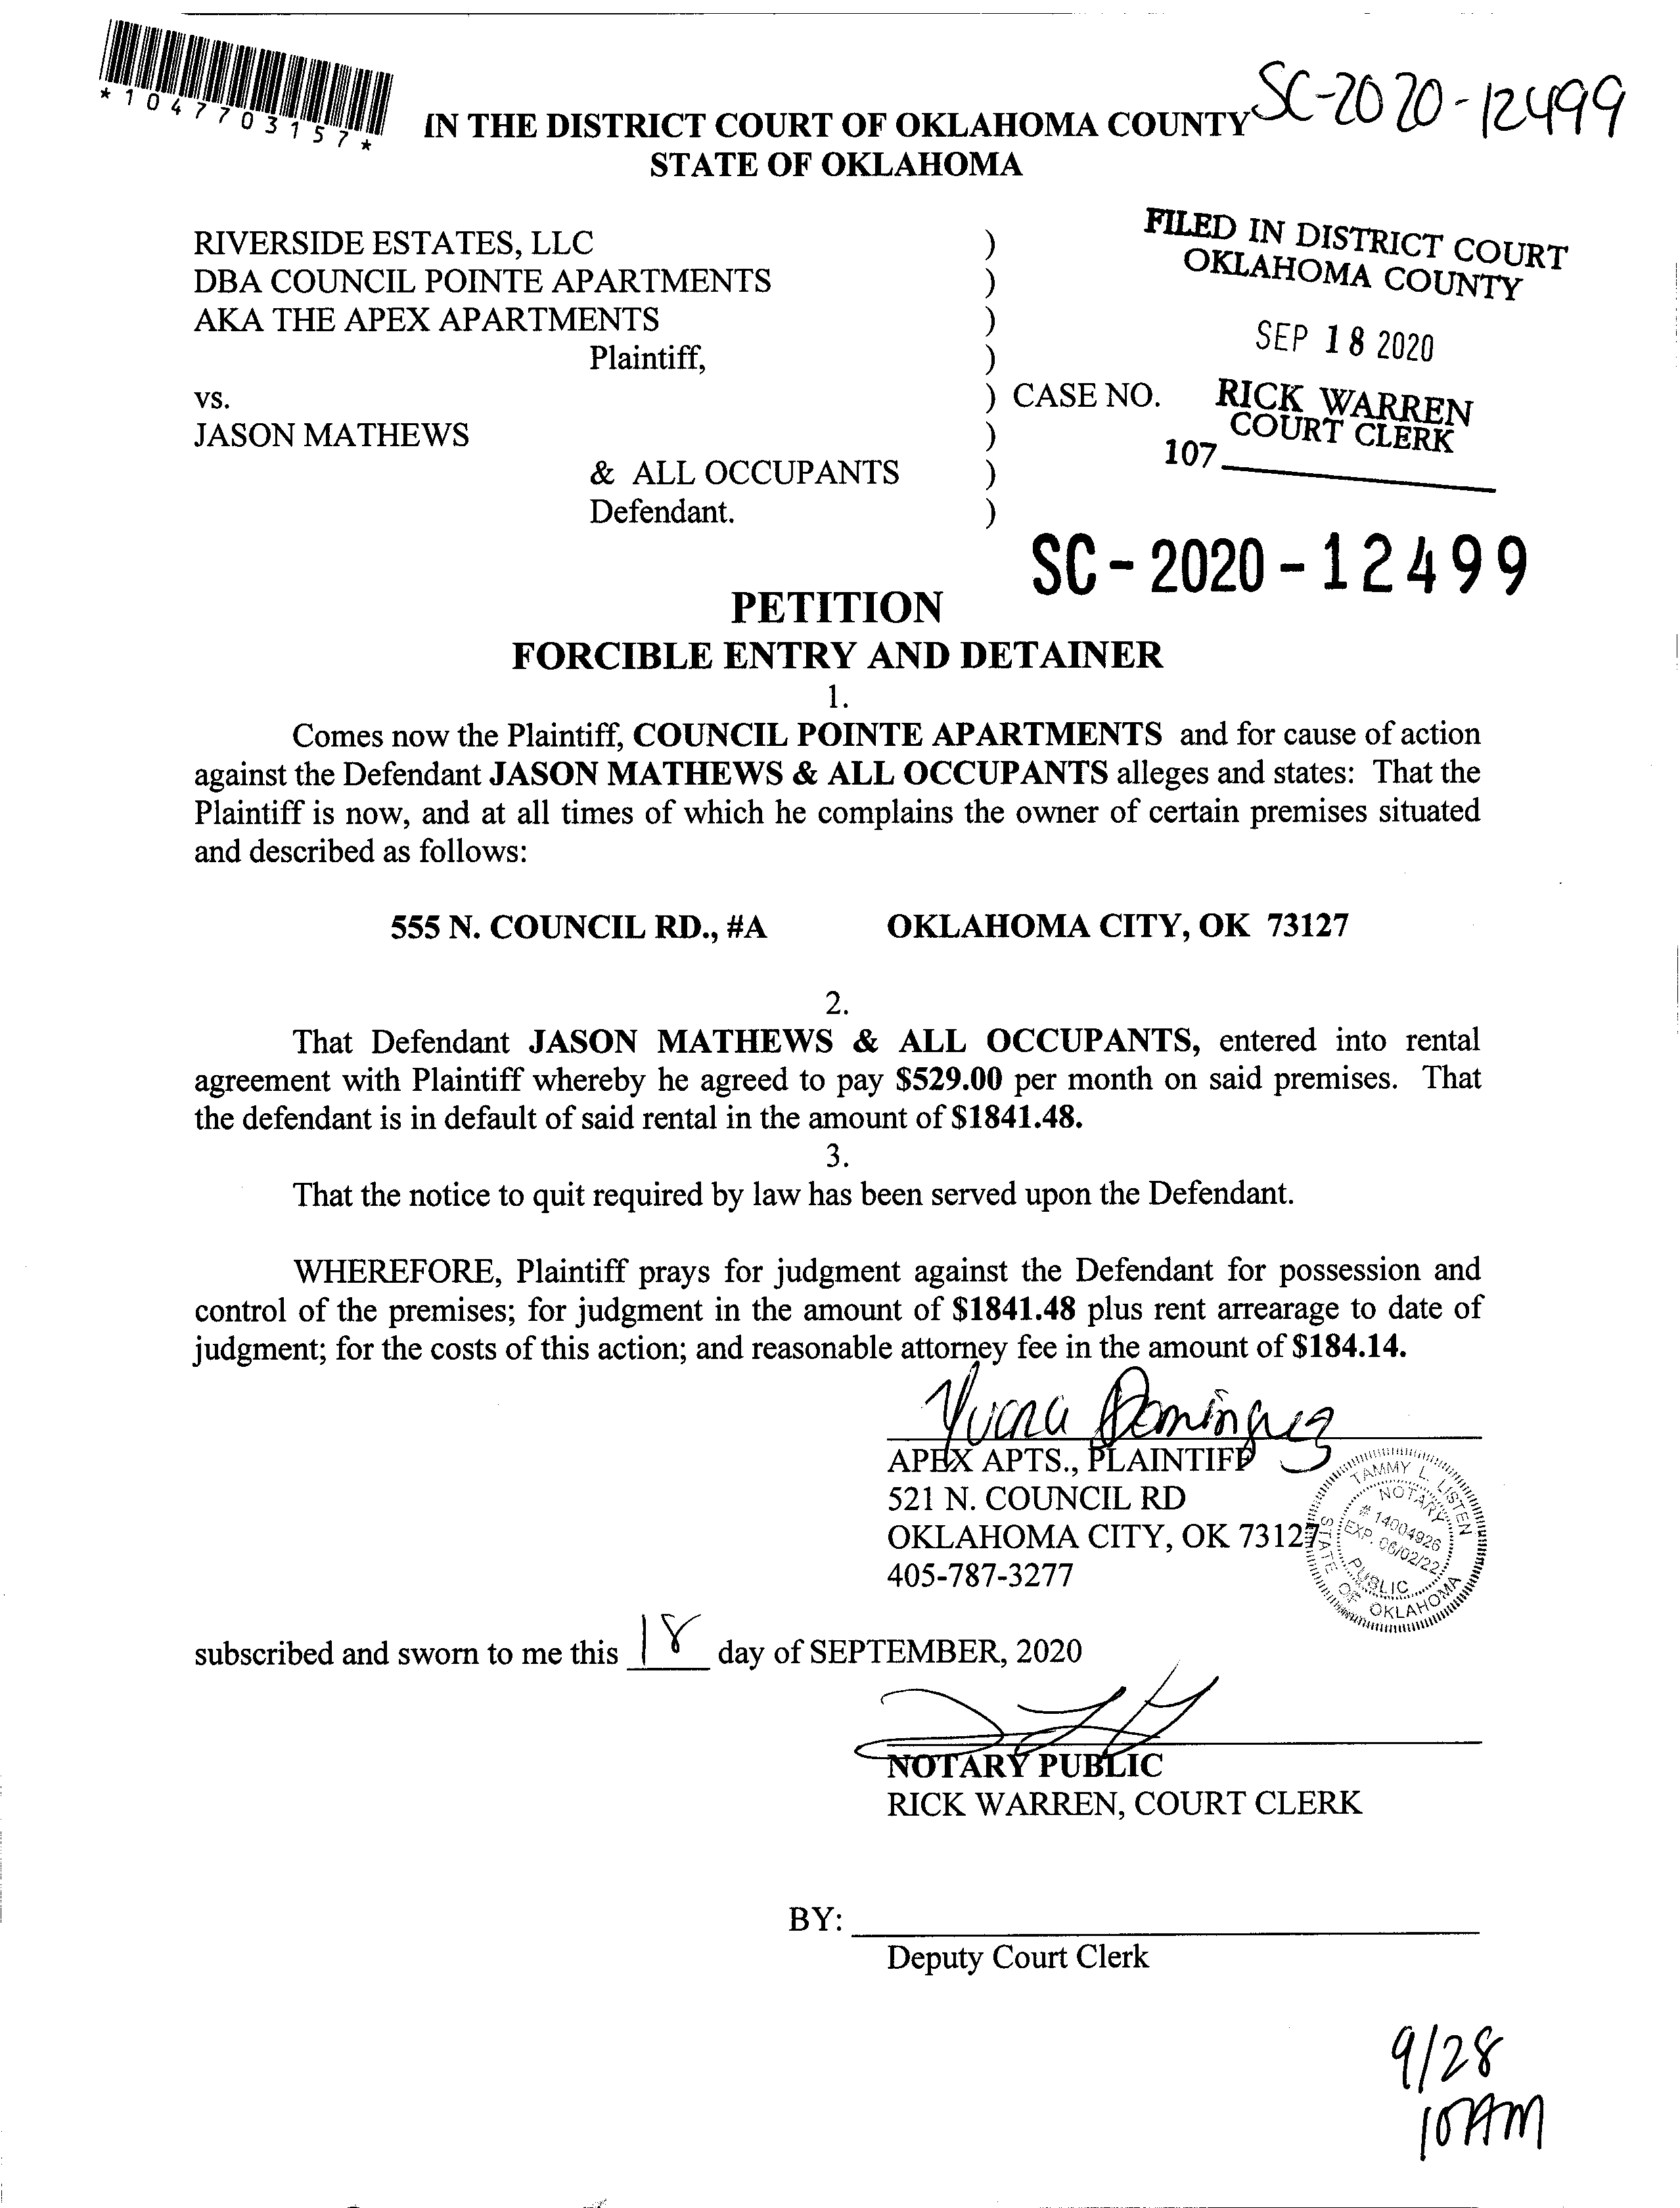 *1047703157*
SC-2020-12499
IN THE DISTRICT COURT OF OKLAHOMA COUNTY
STATE OF OKLAHOMA
FILED IN DISTRICT COURT
OKLAHOMA COUNTY
SEP 18 2020
RICK WARREN
COURT CLERK
107
RIVERSIDE ESTATES, LLC )
DBA COUNCIL POINTE APARTMENTS )
AKA THE APEX APARTMENTS )
Plaintiff, )
vs. ) CASE NO.
JASON MATHEWS )
& ALL OCCUPANTS )
Defendant. )
SC-2020-12499
PETITION
FORCIBLE ENTRY AND DETAINER
1.
Comes now the Plaintiff, COUNCIL POINTE APARTMENTS and for cause of action
against the Defendant JASON MATHEWS & ALL OCCUPANTS alleges and states: That the
Plaintiff is now, and at all times of which he complains the owner of certain premises situated
and described as follows:
555 N. COUNCIL RD., #A OKLAHOMA CITY, OK 73127
2.
That Defendant JASON MATHEWS & ALL OCCUPANTS, entered into rental
agreement with Plaintiff whereby he agreed to pay $529.00 per month on said premises. That
the defendant is in default of said rental in the amount of $1841.48.
3.
That the notice to quit required by law has been served upon the Defendant.
WHEREFORE, Plaintiff prays for judgment against the Defendant for possession and
control of the premises; for judgment in the amount of $1841.48 plus rent arrearage to date of
judgment; for the costs of this action; and reasonable attorney fee in the amount of $184.14.
APEX APTS., PLAINTIFF
521 N. COUNCIL RD
OKLAHOMA CITY, OK 73127
405-787-3277
TAMMY L. LISTEN
NOTARY
# 14004926
EXP. 06/02/22
PUBLIC
STATE OF OKLAHOMA
subscribed and sworn to me this 18 day of SEPTEMBER, 2020
NOTARY PUBLIC
RICK WARREN, COURT CLERK
BY:
Deputy Court Clerk
9/28
10AM